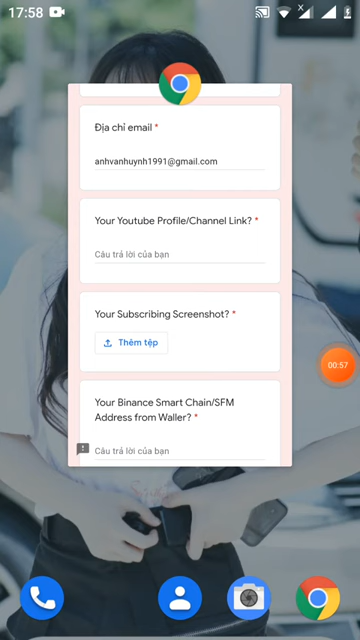 17:58
Địa chỉ email *
anhvanhuynh1991@gmail.com
Your Youtube Profile/Channel Link? *
Câu trả lời của bạn
Your Subscribing Screenshot? *
Thêm tệp
Your Binance Smart Chain/SFM
Address from Waller? *
Câu trả lời của bạn
00:57